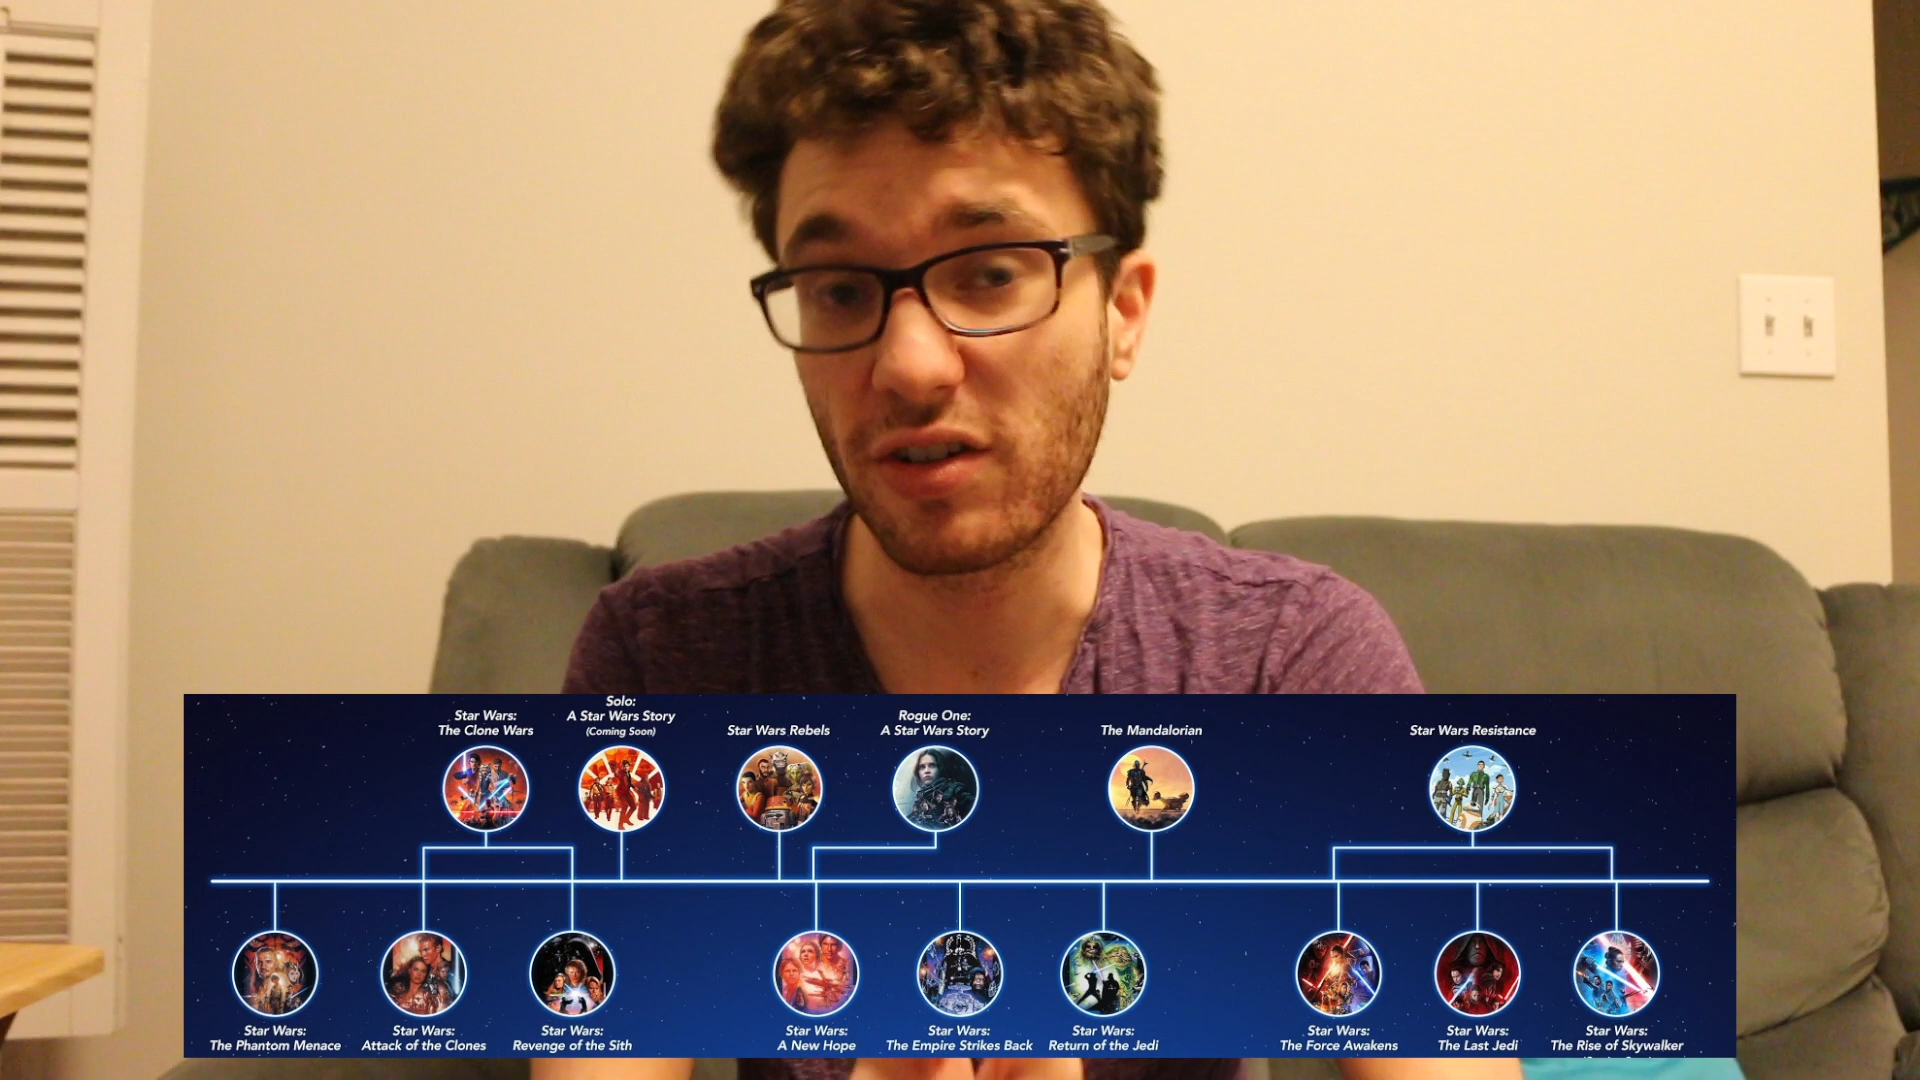 Star Wars:
The Clone Wars
Solo:
A Star Wars Story
(Coming Soon)
Star Wars Rebels
Rogue One:
A Star Wars Story
The Mandalorian
Star Wars Resistance
Star Wars:
The Phantom Menace
Star Wars:
Attack of the Clones
Star Wars:
Revenge of the Sith
Star Wars:
A New Hope
Star Wars:
The Empire Strikes Back
Star Wars:
Return of the Jedi
Star Wars:
The Force Awakens
Star Wars:
The Last Jedi
Star Wars:
The Rise of Skywalker